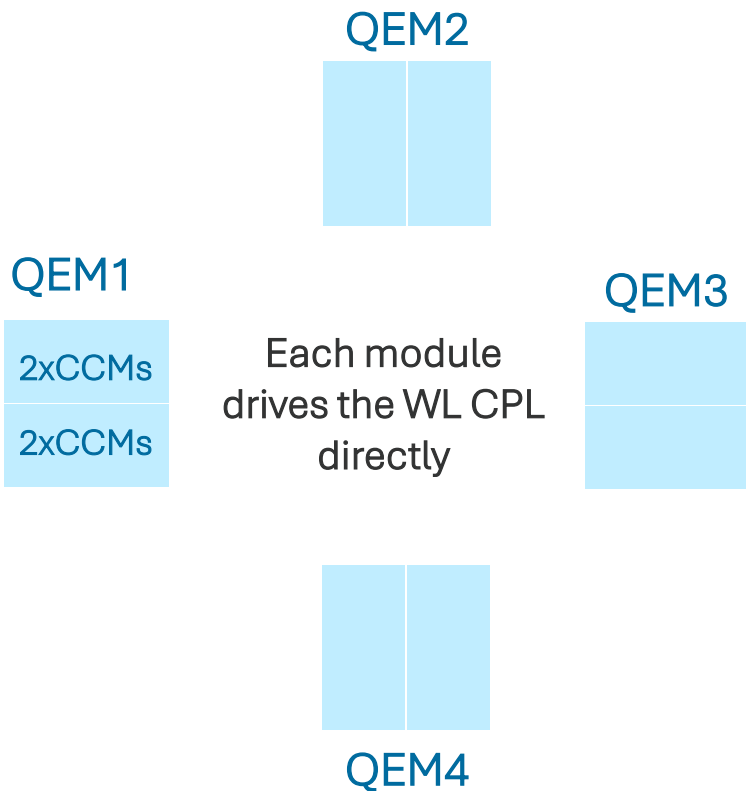 QEM2
QEM1
QEM3
2xCCMs
2xCCMs
Each module
drives the WL CPL
directly
QEM4